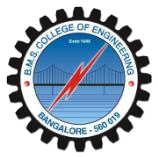 B.M.S. COLLEGE OF ENGINEERING
Estd-1946
BANGALORE - 560 019